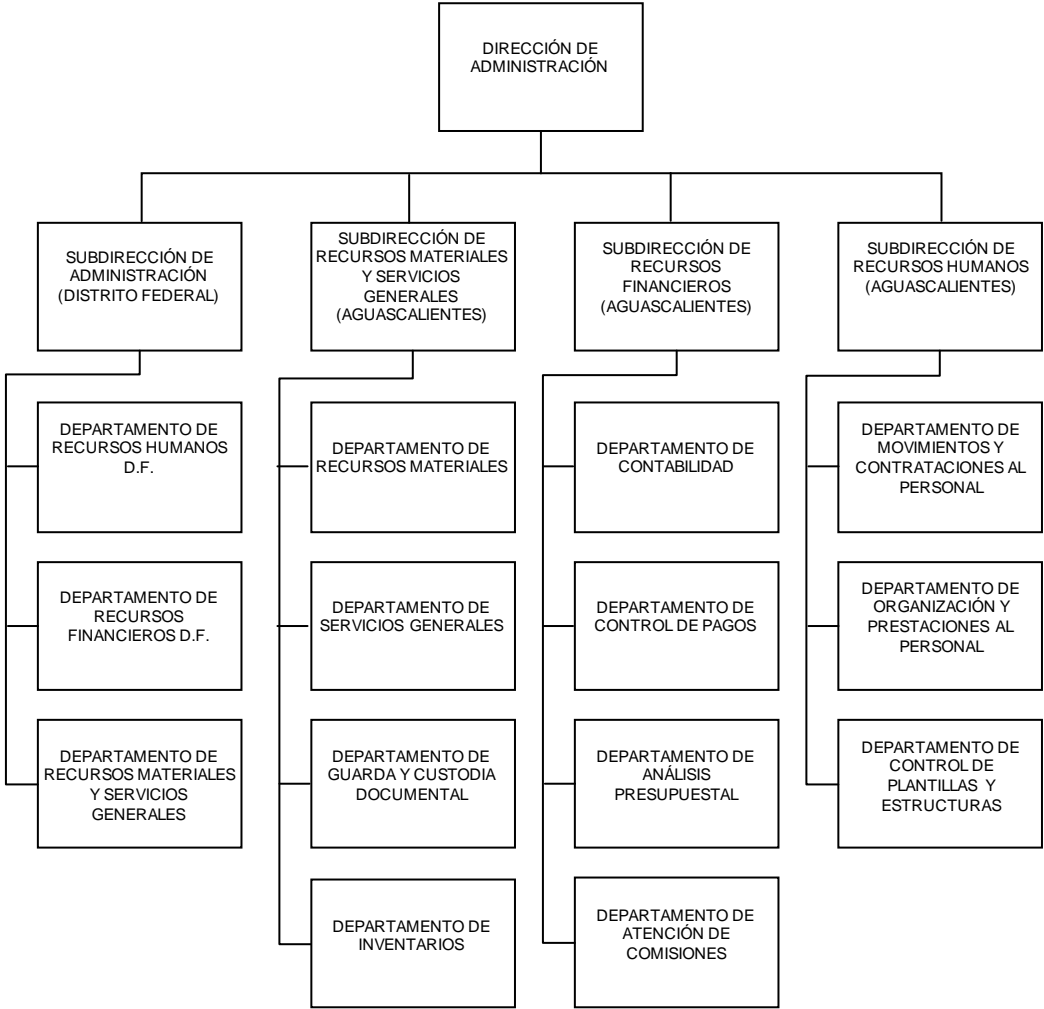 DIRECCIÓN DE
ADMINISTRACIÓN
SUBDIRECCIÓN DE
ADMINISTRACIÓN
(DISTRITO FEDERAL)
SUBDIRECCIÓN DE
RECURSOS MATERIALES
Y SERVICIOS
GENERALES
(AGUASCALIENTES)
SUBDIRECCIÓN DE
RECURSOS
FINANCIEROS
(AGUASCALIENTES)
SUBDIRECCIÓN DE
RECURSOS HUMANOS
(AGUASCALIENTES)
DEPARTAMENTO DE
RECURSOS HUMANOS
D.F.
DEPARTAMENTO DE
RECURSOS MATERIALES
DEPARTAMENTO DE
CONTABILIDAD
DEPARTAMENTO DE
MOVIMIENTOS Y
CONTRATACIONES AL
PERSONAL
DEPARTAMENTO DE
RECURSOS
FINANCIEROS D.F.
DEPARTAMENTO DE
SERVICIOS GENERALES
DEPARTAMENTO DE
CONTROL DE PAGOS
DEPARTAMENTO DE
ORGANIZACIÓN Y
PRESTACIONES AL
PERSONAL
DEPARTAMENTO DE
RECURSOS MATERIALES
Y SERVICIOS
GENERALES
DEPARTAMENTO DE
GUARDA Y CUSTODIA
DOCUMENTAL
DEPARTAMENTO DE
ANÁLISIS
PRESUPUESTAL
DEPARTAMENTO DE
CONTROL DE
PLANTILLAS Y
ESTRUCTURAS
DEPARTAMENTO DE
INVENTARIOS
DEPARTAMENTO DE
ATENCIÓN DE
COMISIONES